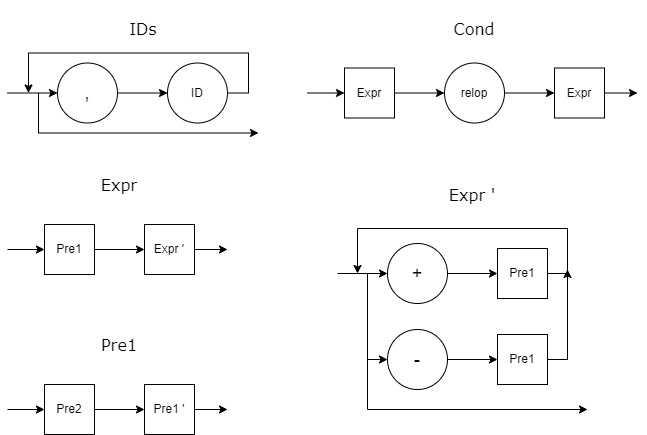 IDs
, ID
Cond
Expr relop Expr
Expr
Pre1 Expr '
Expr '
+ Pre1
- Pre1
Pre1
Pre2 Pre1 '